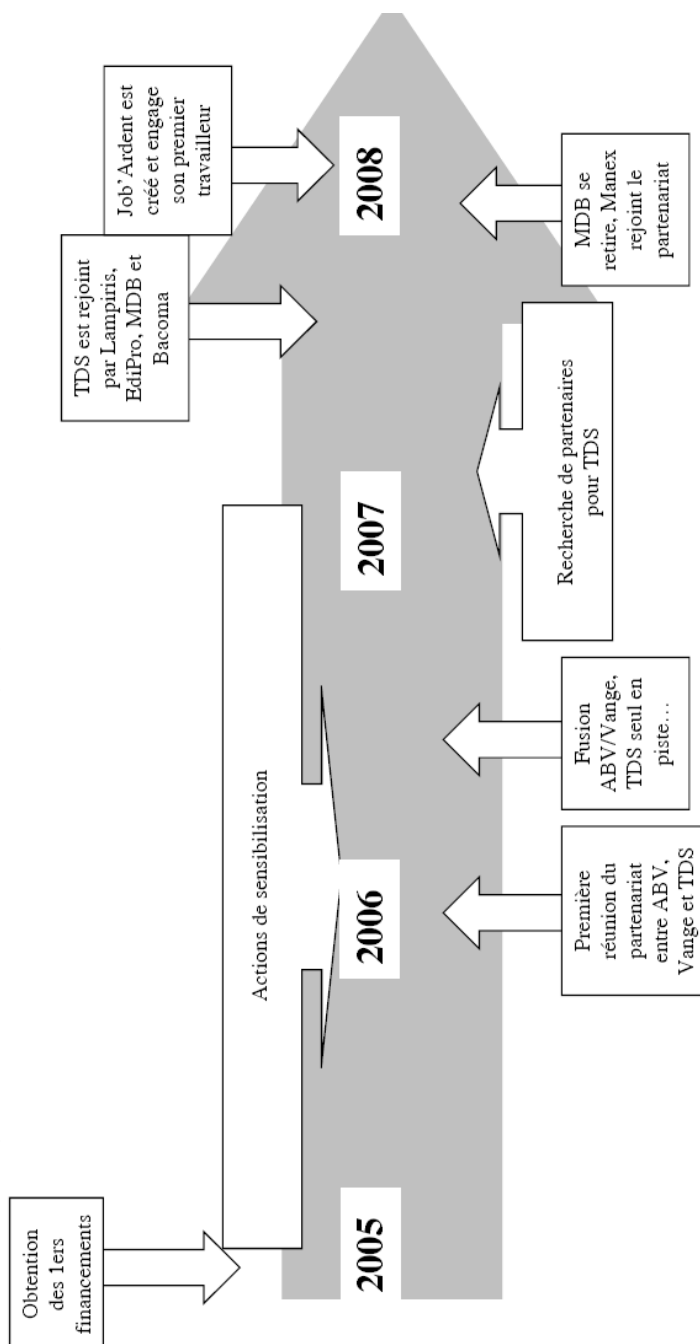 Obtention
des 1ers
financements
Actions de sensibilisation
TDS est rejoint
par Lampiris,
EdiPro, MDB et
Bacoma
Job’Ardent est
créé et engage
son premier
travailleur
2005
2006
2007
2008
Première
réunion du
partenariat
entre ABV,
Vange et TDS
Fusion
ABV/Vange,
TDS seul en
piste…
Recherche de partenaires
pour TDS
MDB se
retire, Manex
rejoint le
partenariat